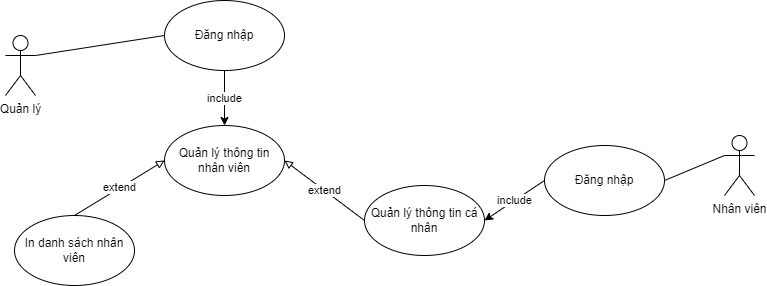 Đăng nhập
Quản lý
include
Quản lý thông tin
nhân viên
extend
In danh sách nhân
viên
extend
Quản lý thông tin cá
nhân
include
Đăng nhập
Nhân viên